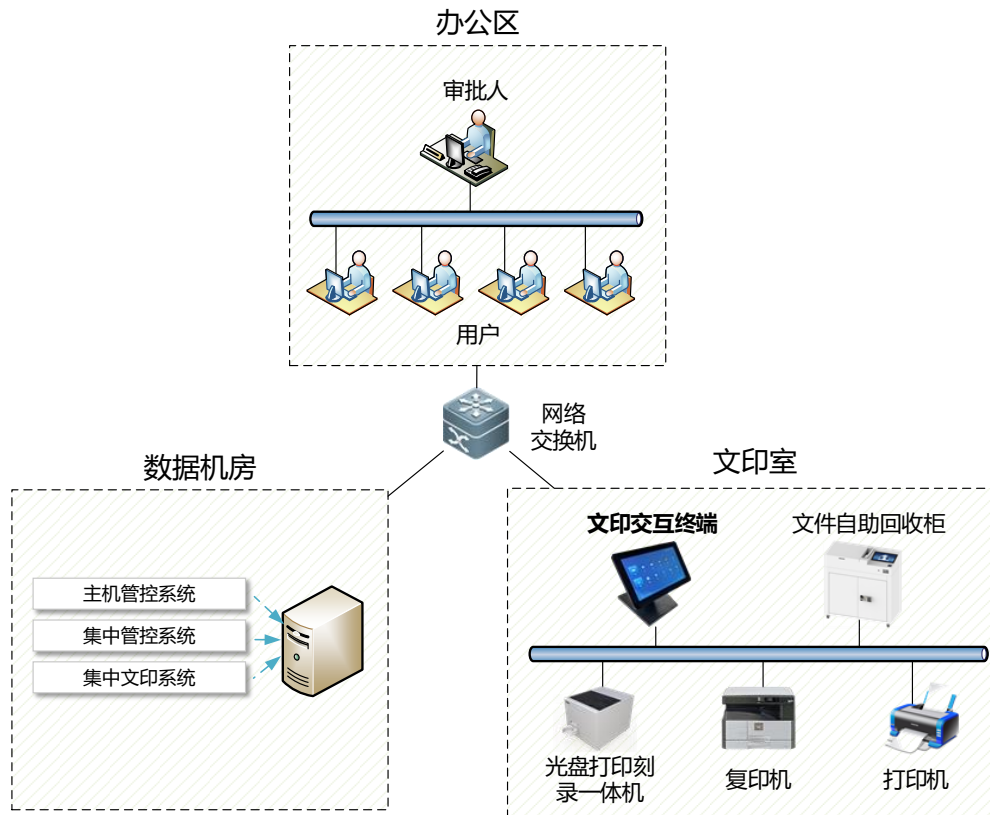 办公区
审批人
用户
网络
交换机
数据机房
主机管控系统
集中管控系统
集中文印系统
文印室
文印交互终端
文件自助回收柜
光盘打印刻
录一体机
复印机
打印机